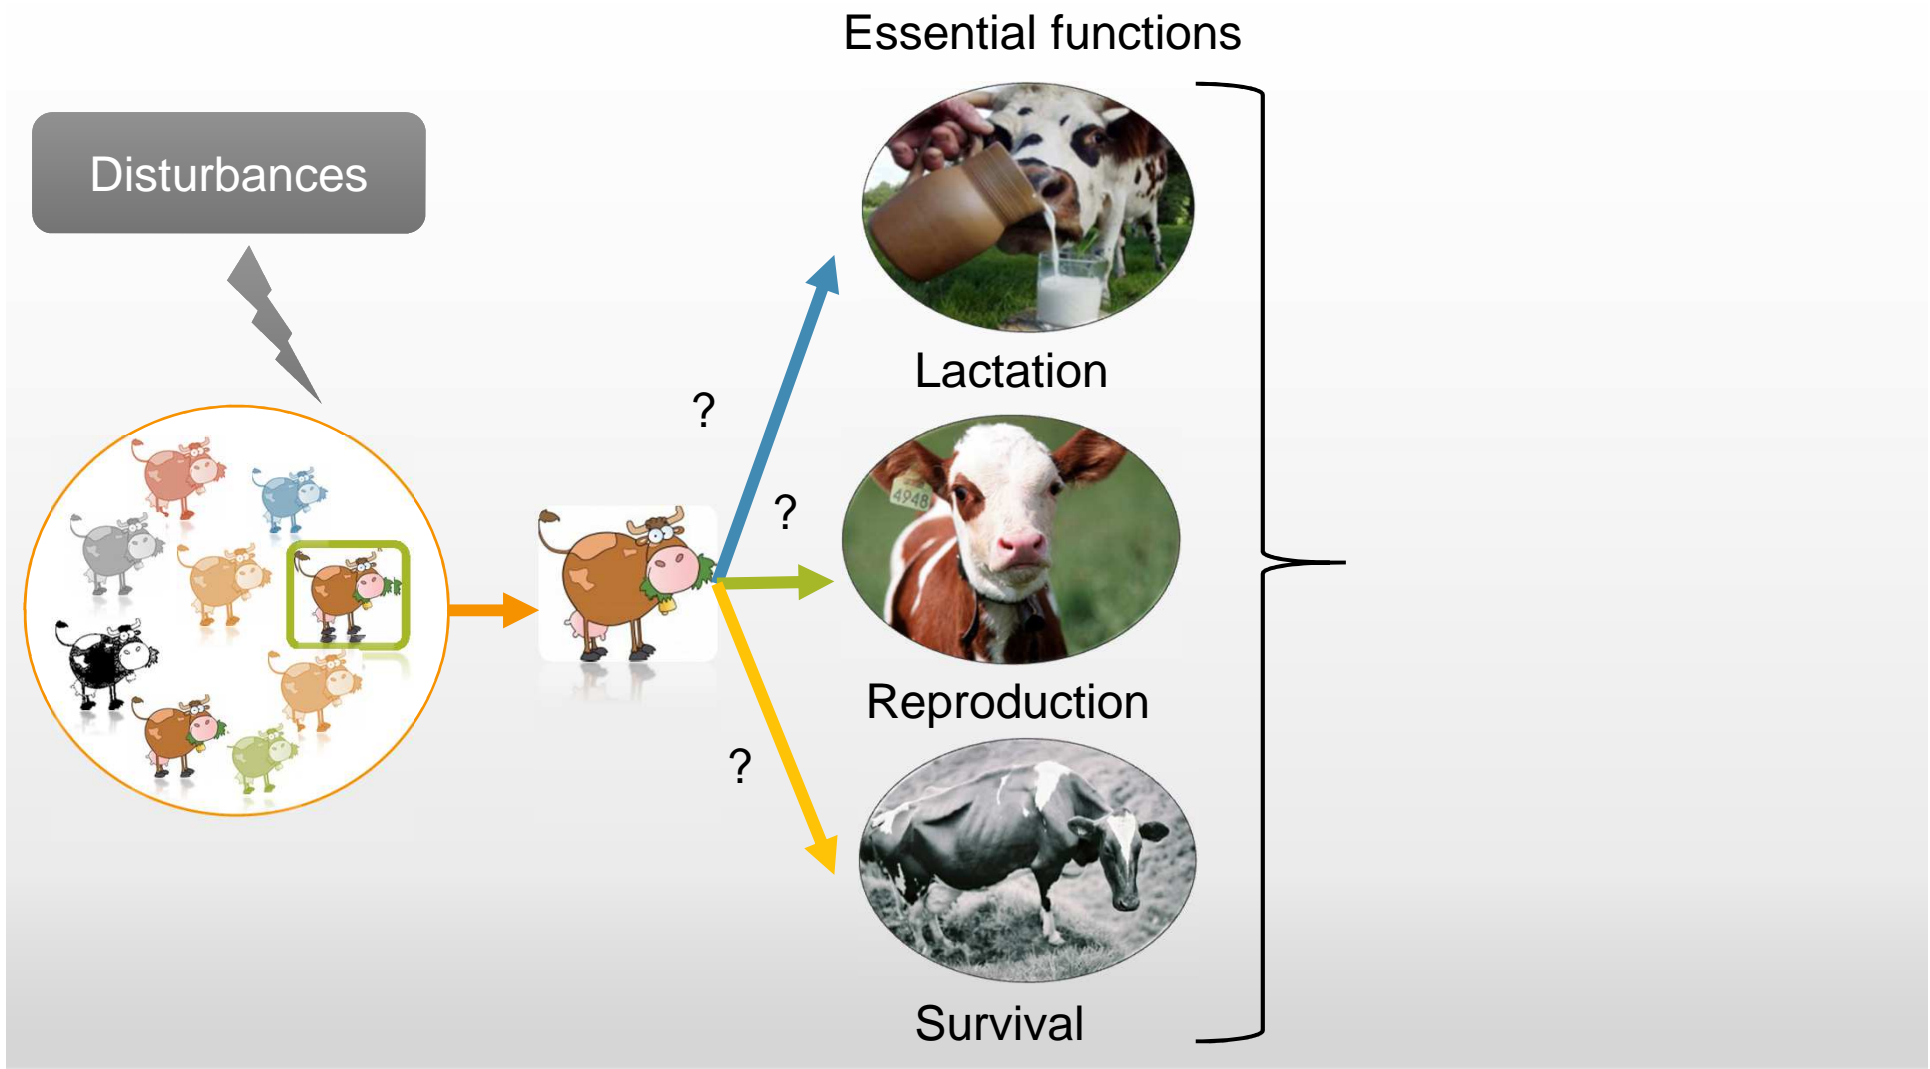 Essential functions
Disturbances
Lactation
?
?
4948
Reproduction
?
Survival